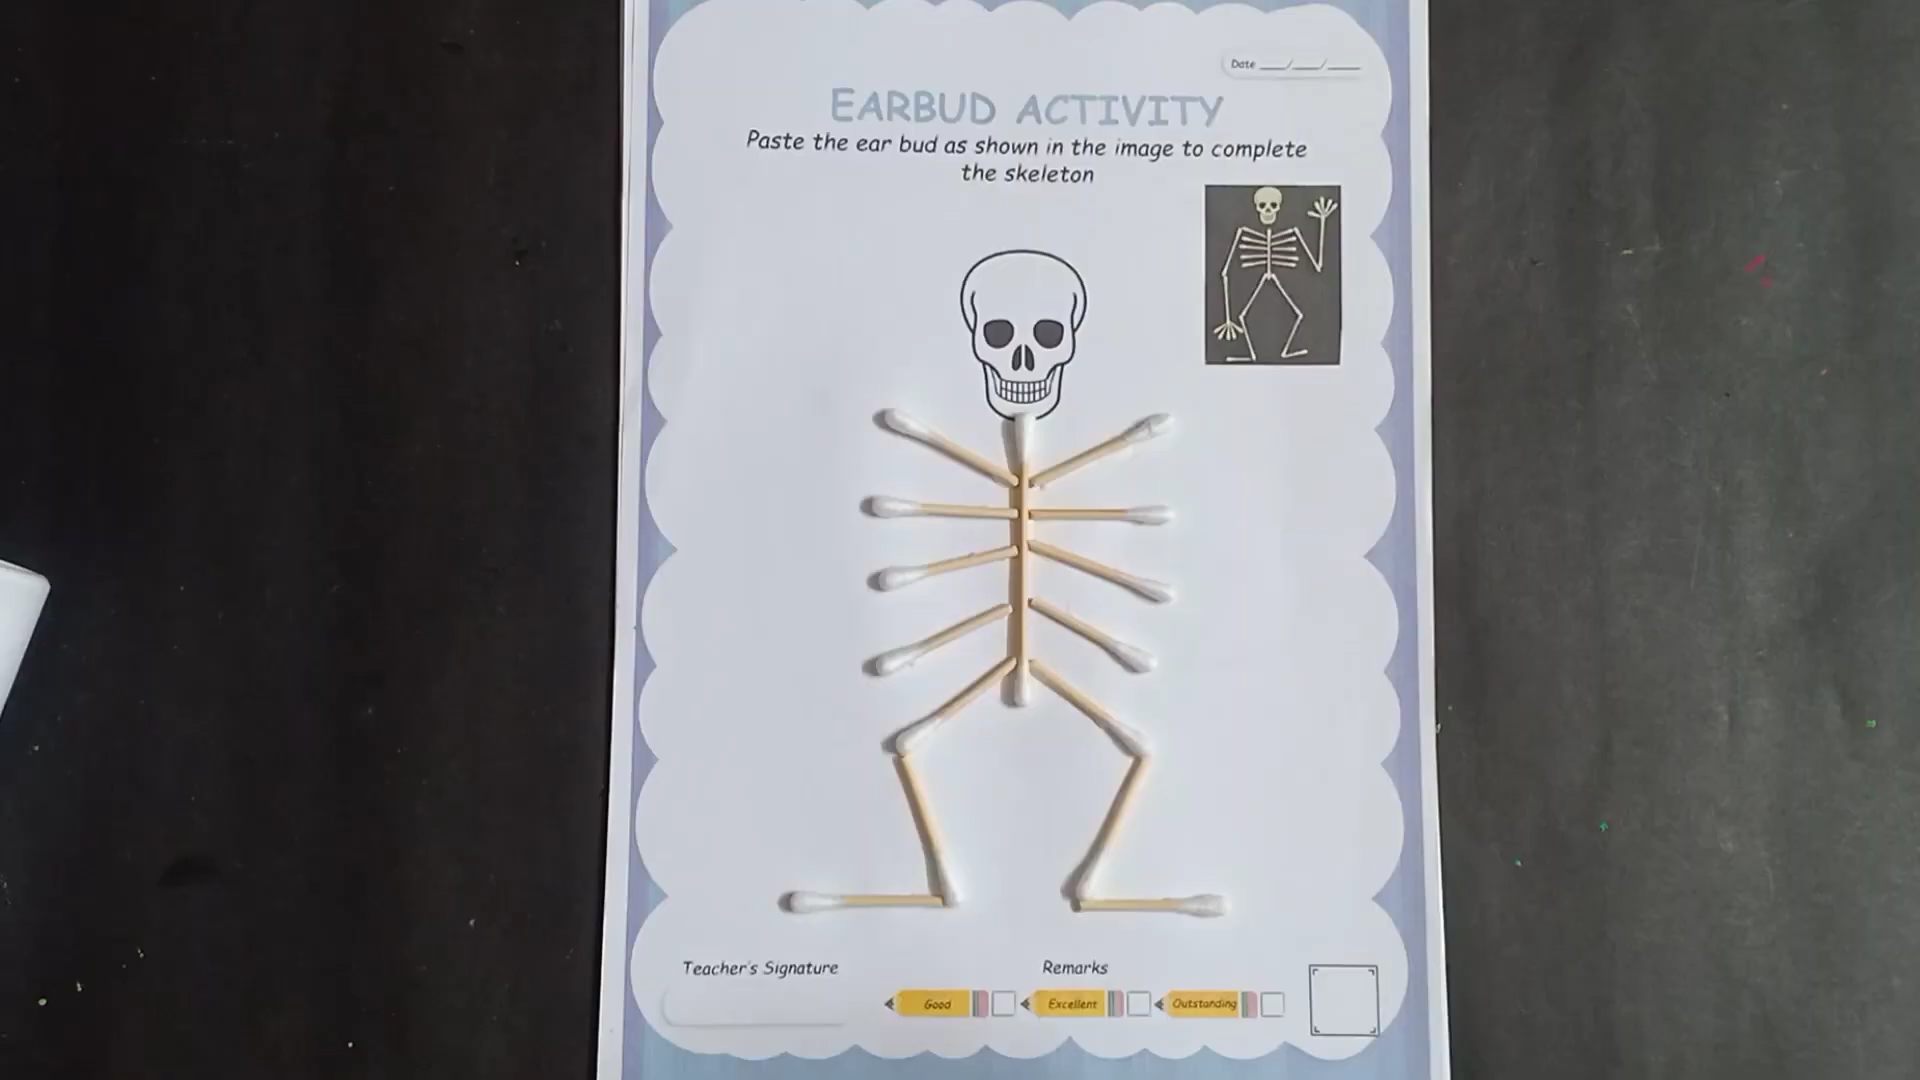 Date ___/___/___
EARBUD ACTIVITY
Paste the ear bud as shown in the image to complete
the skeleton
Teacher's Signature
Remarks
Good
Excellent
Outstanding